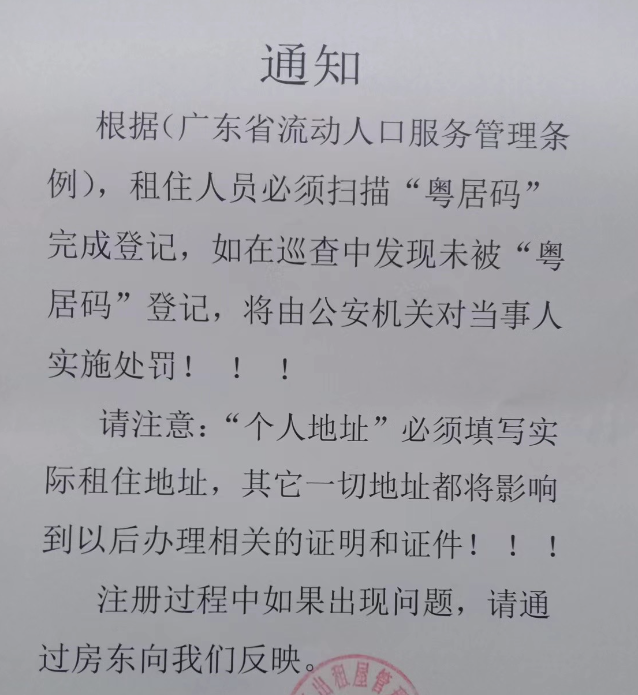 通知
根据(广东省流动人口服务管理条
例)，租住人员必须扫描“粤居码”
完成登记，如在巡查中发现未被“粤
居码”登记，将由公安机关对当事人
实施处罚！！！
请注意：“个人地址”必须填写实
际租住地址，其它一切地址都将影响
到以后办理相关的证明和证件！！！
注册过程中如果出现问题，请通
过房东向我们反映。
出租屋管